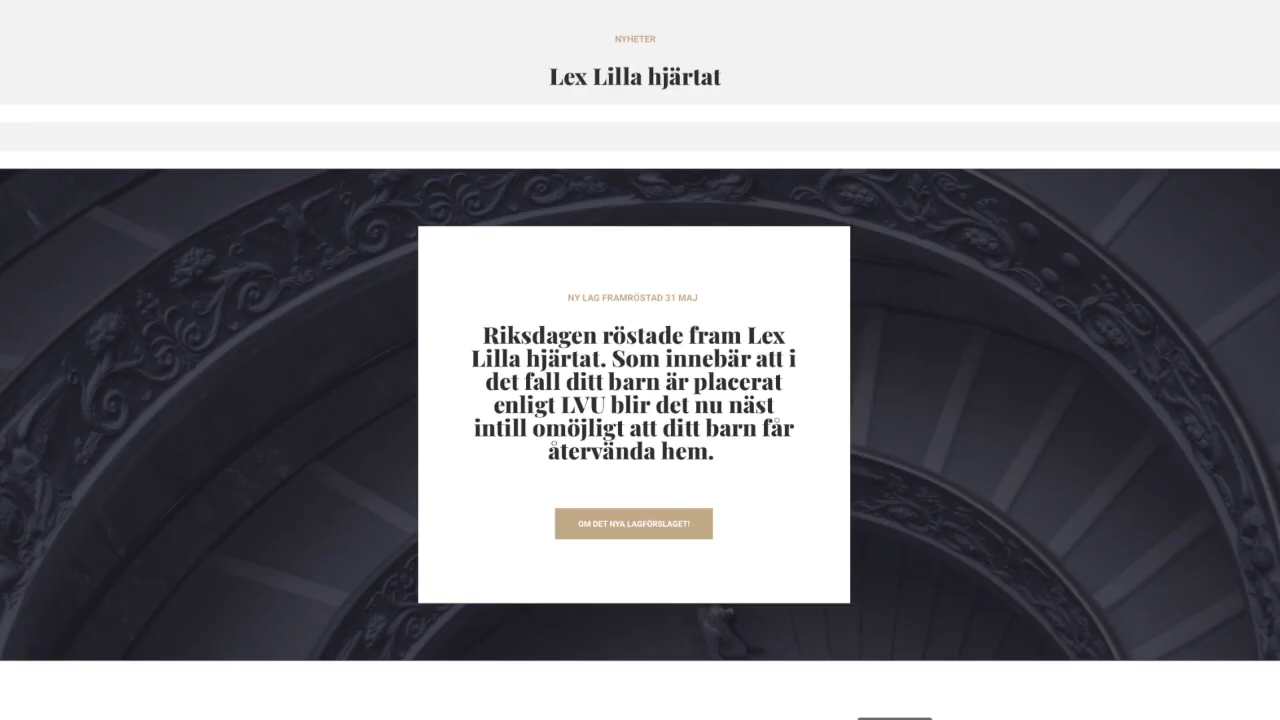 NYHETER
Lex Lilla hjärtat
NY LAG FRAMRÖSTAD 31 MAJ
Riksdagen röstade fram Lex
Lilla hjärtat. Som innebär att i
det fall ditt barn är placerat
enligt LVU blir det nu näst
intill omöjligt att ditt barn får
återvända hem.
OM DET NYA LAGFÖRSLAGET!